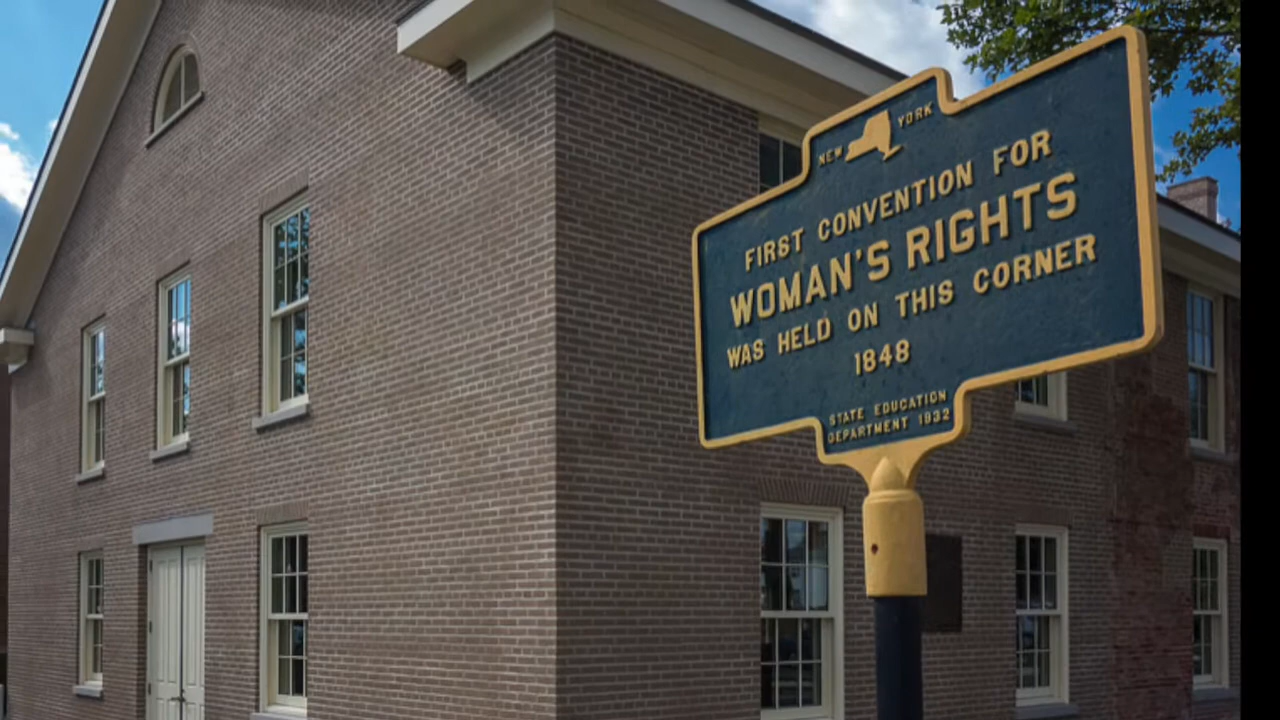 NEW YORK
FIRST CONVENTION FOR
WOMAN'S RIGHTS
WAS HELD ON THIS CORNER
1848
STATE EDUCATION
DEPARTMENT 1932